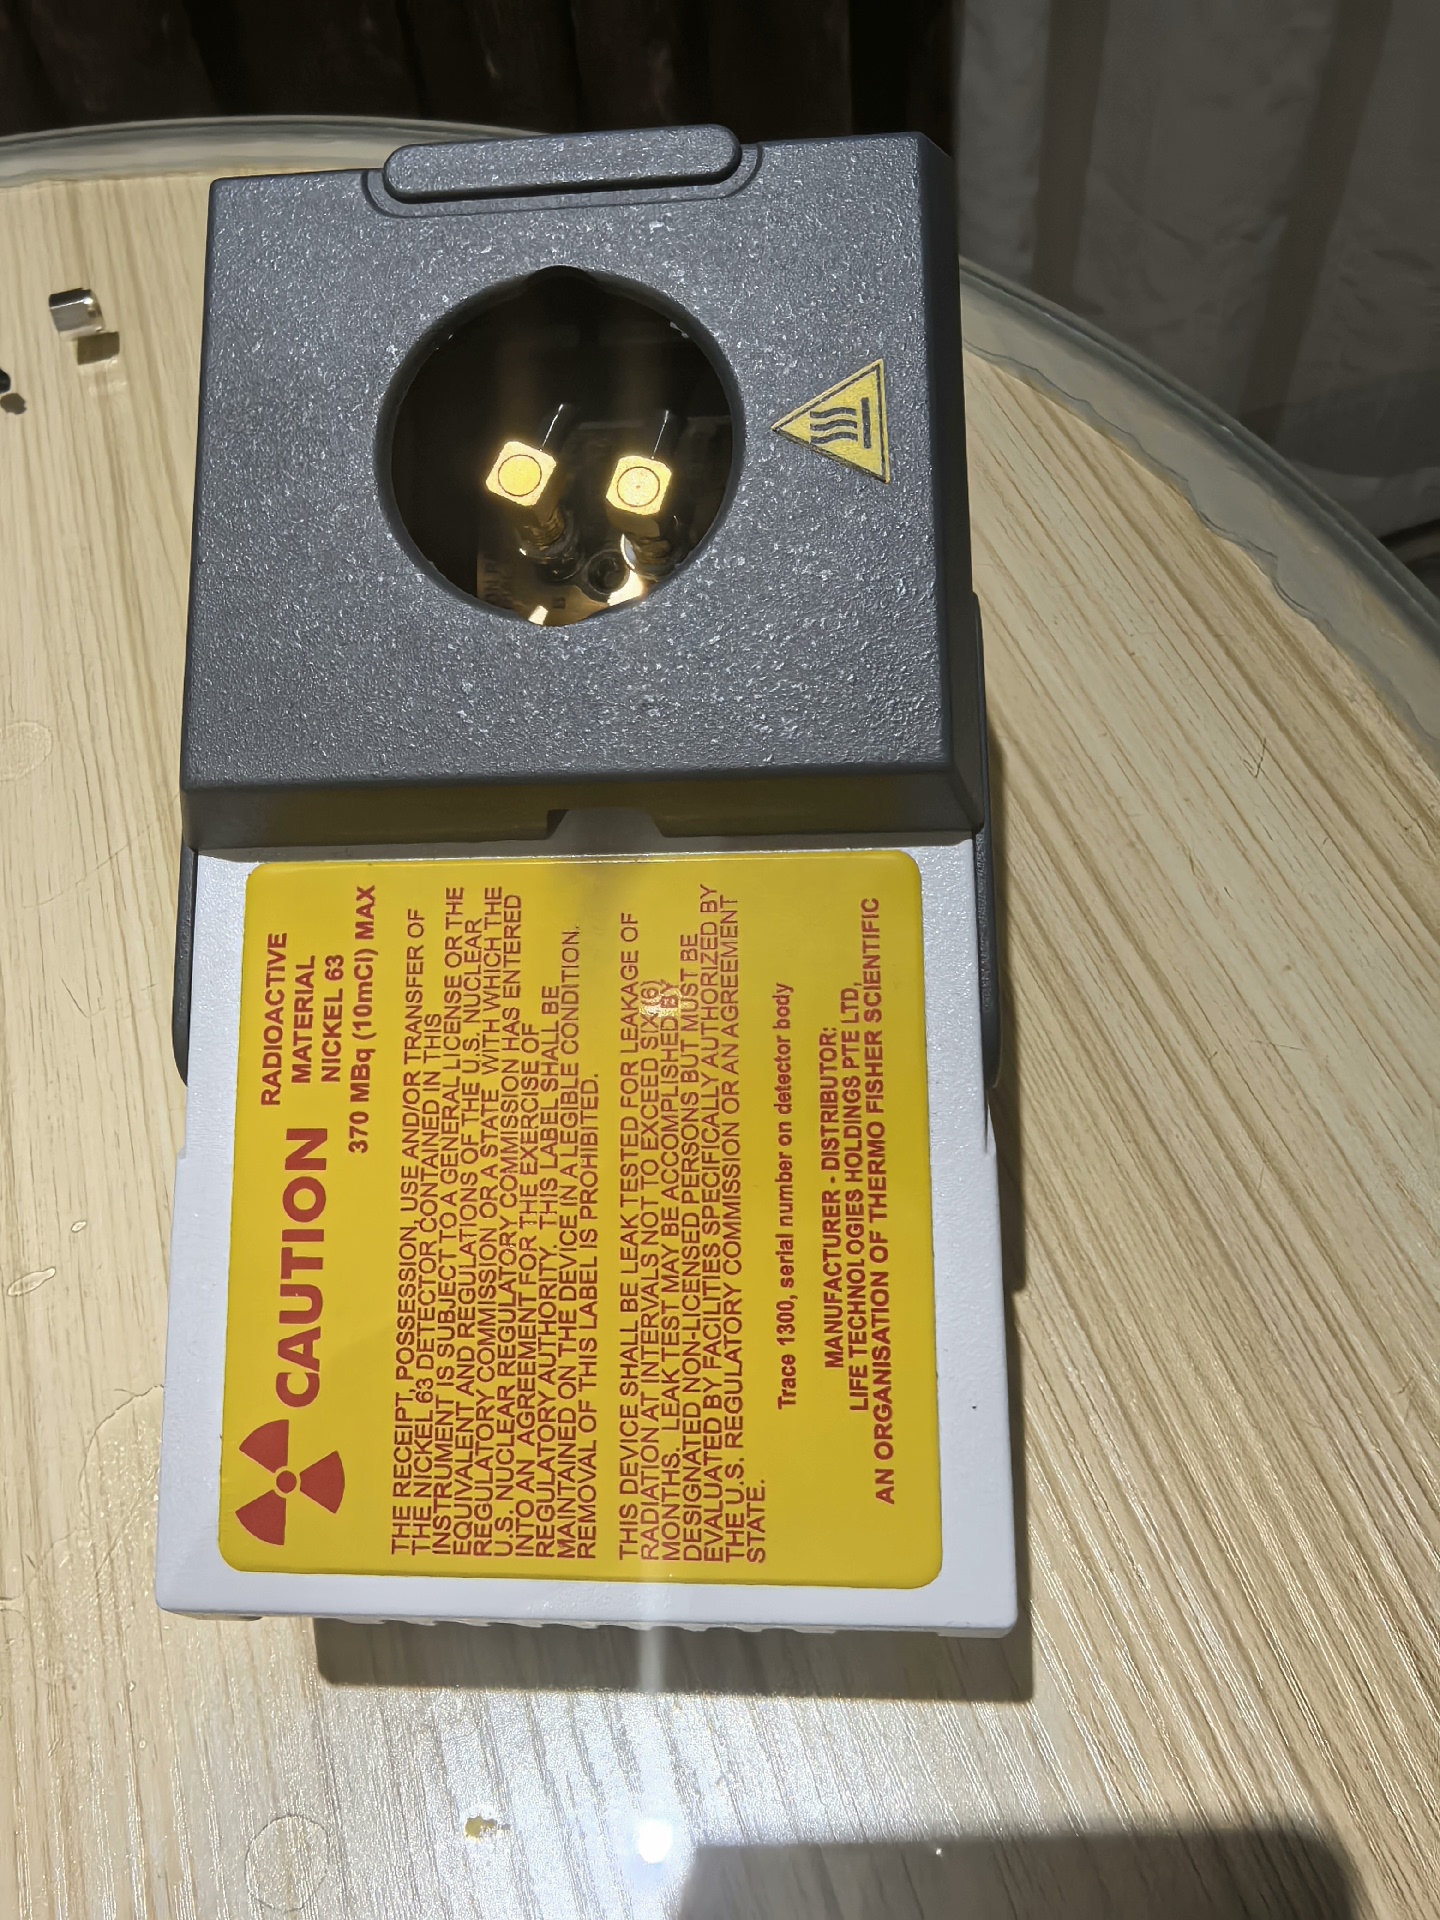 CAUTION
RADIOACTIVE
MATERIAL
NICKEL 63
370 MBq (10mCi) MAX
THE RECEIPT, POSSESSION, USE AND/OR TRANSFER OF
THE NICKEL 63 DETECTOR CONTAINED IN THIS
INSTRUMENT IS SUBJECT TO A GENERAL LICENSE OR THE
EQUIVALENT AND REGULATIONS OF THE U.S. NUCLEAR
REGULATORY COMMISSION OR A STATE WITH WHICH THE
U.S. NUCLEAR REGULATORY COMMISSION HAS ENTERED
INTO AN AGREEMENT FOR THE EXERCISE OF
REGULATORY AUTHORITY. THIS LABEL SHALL BE
MAINTAINED ON THE DEVICE IN A LEGIBLE CONDITION.
REMOVAL OF THIS LABEL IS PROHIBITED.
THIS DEVICE SHALL BE LEAK TESTED FOR LEAKAGE OF
RADIATION AT INTERVALS NOT TO EXCEED SIX (6)
MONTHS. LEAK TEST MAY BE ACCOMPLISHED BY
DESIGNATED NON-LICENSED PERSONS BUT MUST BE
EVALUATED BY FACILITIES SPECIFICALLY AUTHORIZED BY
THE U.S. REGULATORY COMMISSION OR AN AGREEMENT
STATE.
Trace 1300, serial number on detector body
MANUFACTURER - DISTRIBUTOR:
LIFE TECHNOLOGIES HOLDINGS PTE LTD,
AN ORGANISATION OF THERMO FISHER SCIENTIFIC